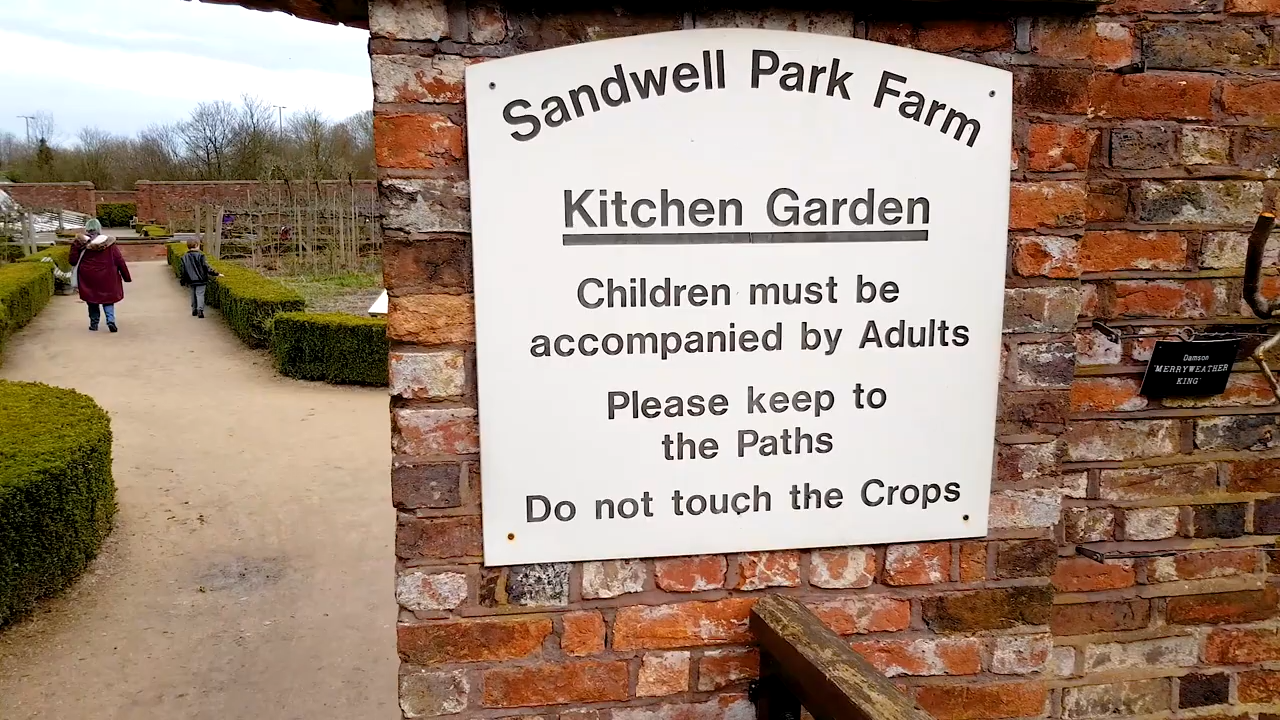 Sandwell Park Farm
Kitchen Garden
Children must be
accompanied by Adults
Please keep to
the Paths
Do not touch the Crops
Damson
'MERRYWEATHER
KING'